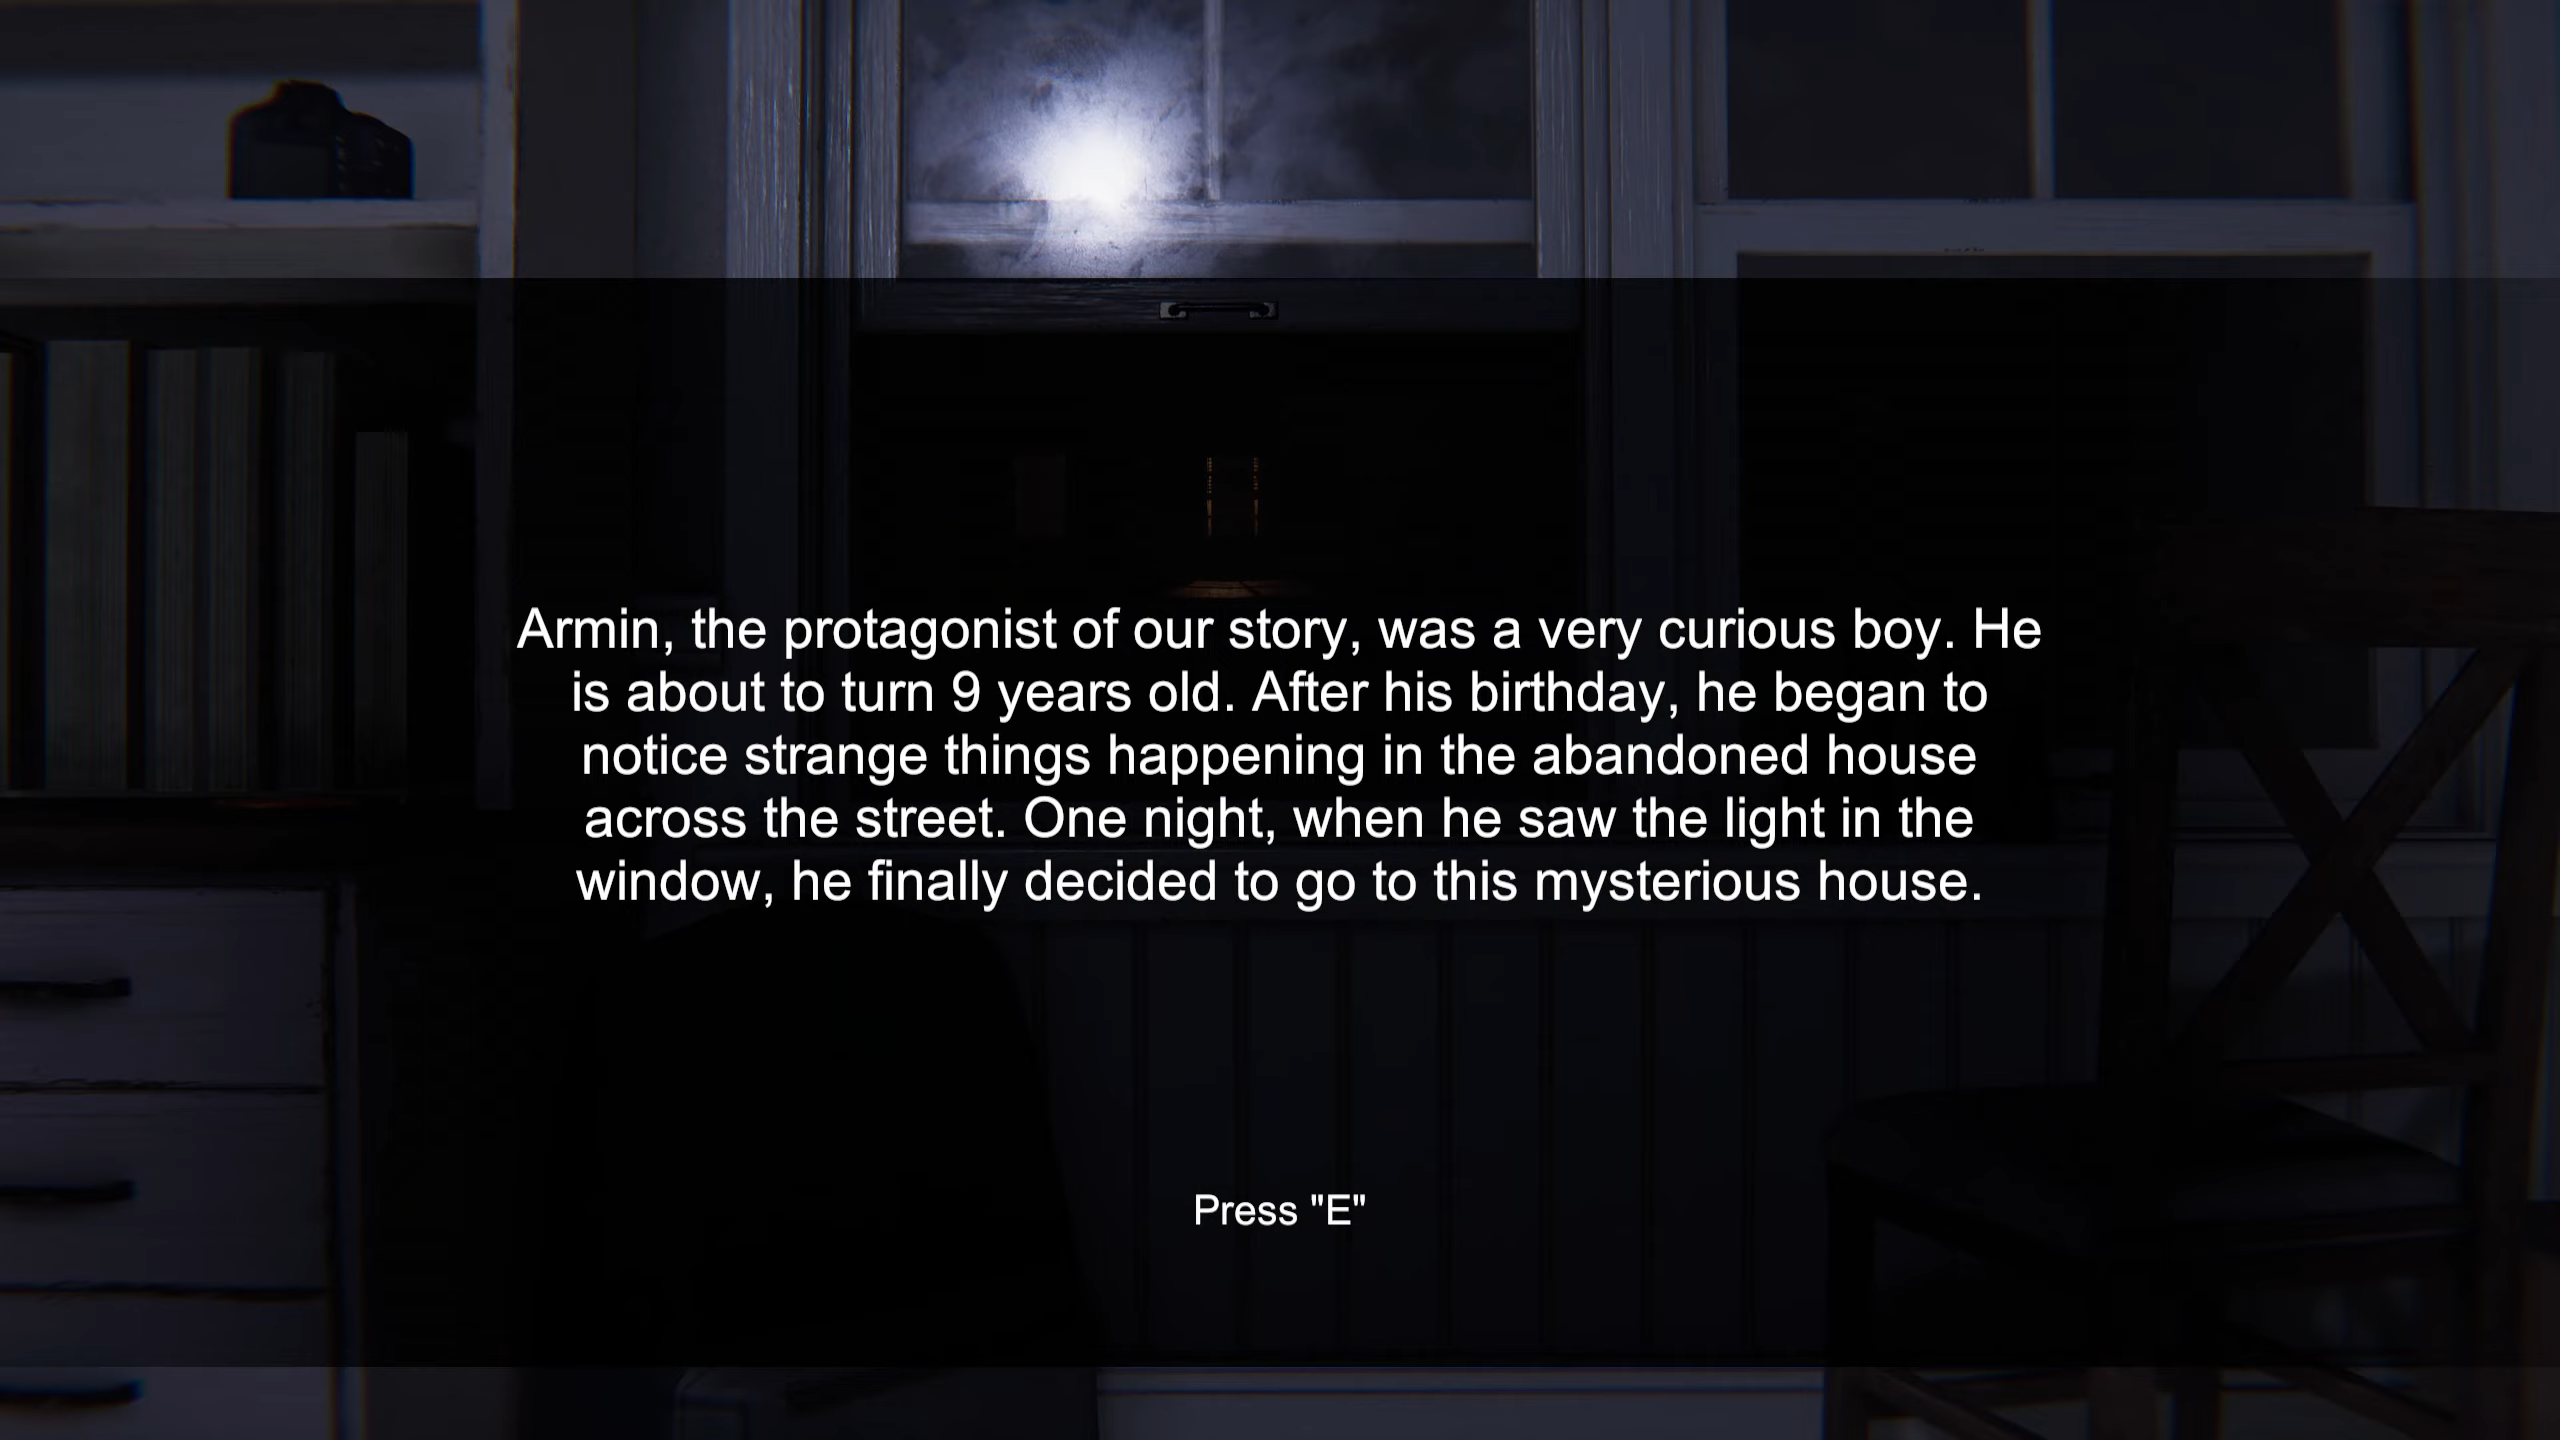 Armin, the protagonist of our story, was a very curious boy. He
is about to turn 9 years old. After his birthday, he began to
notice strange things happening in the abandoned house
across the street. One night, when he saw the light in the
window, he finally decided to go to this mysterious house.
Press "E"